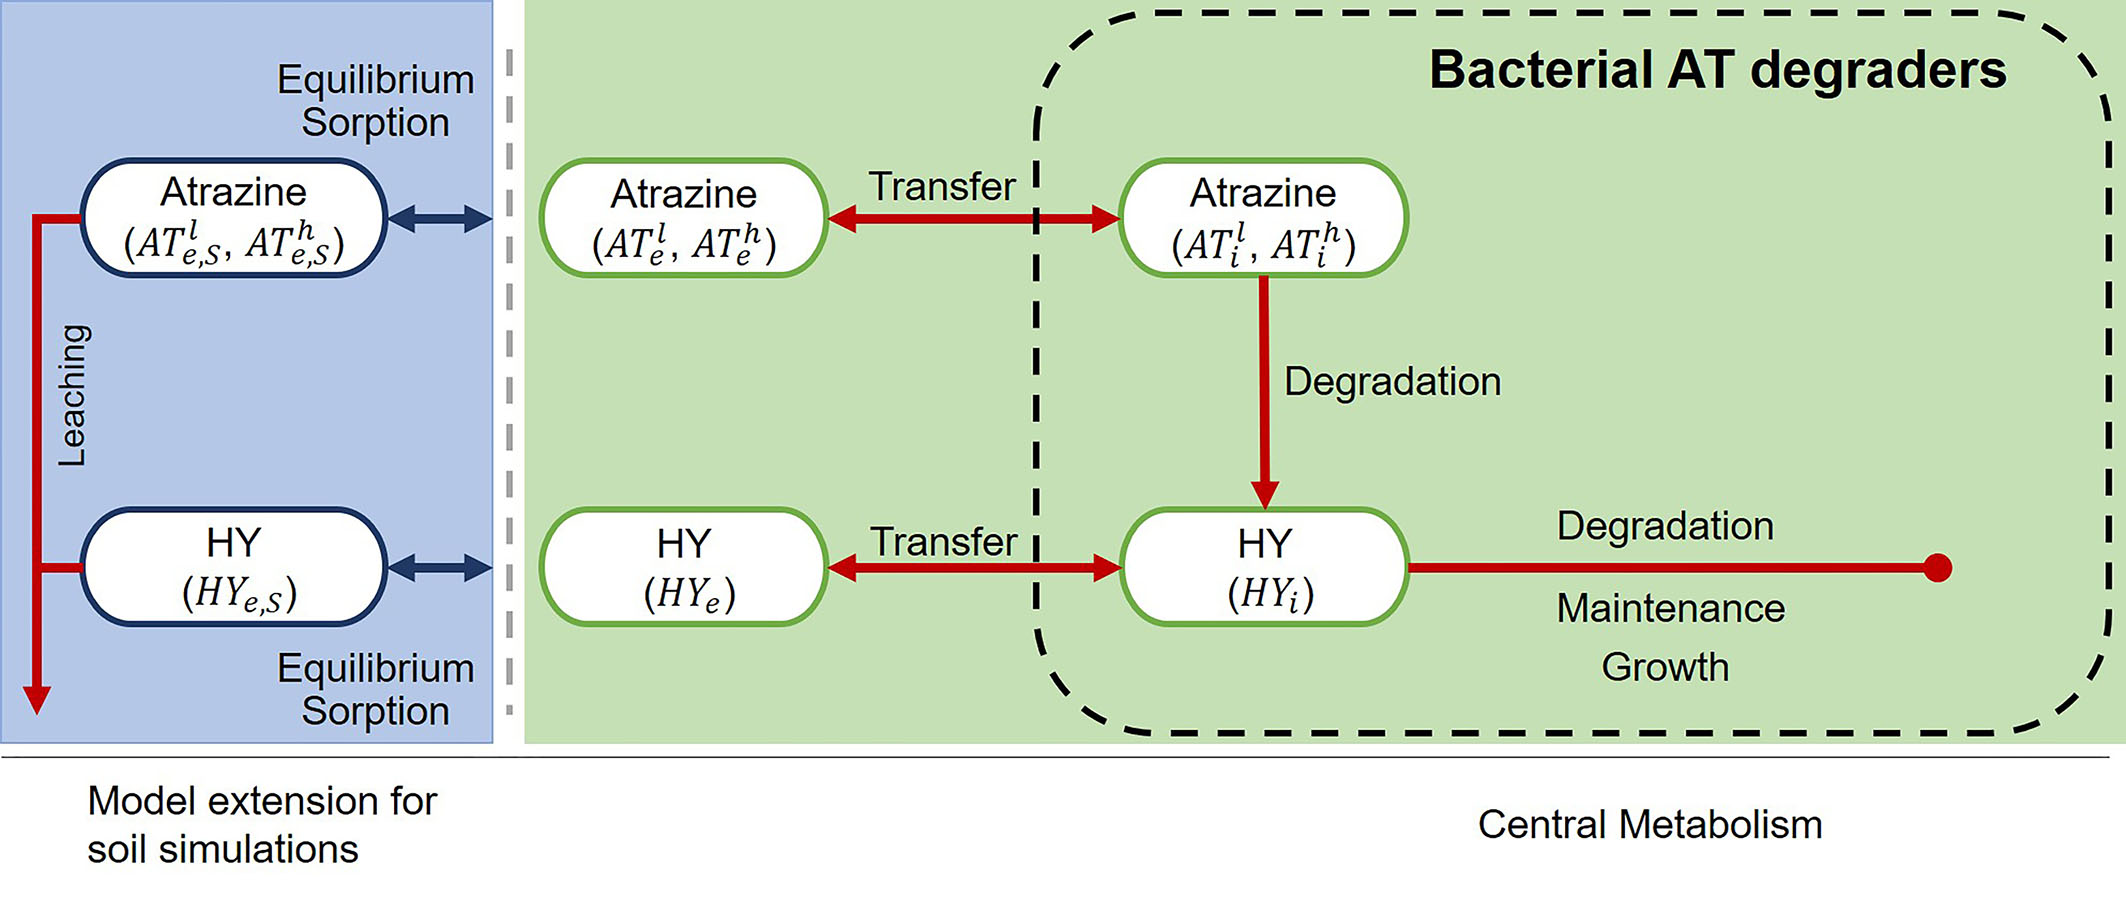 Equilibrium
Sorption
Atrazine
(AT^l_{e,S}, AT^h_{e,S})
Leaching
HY
(HY_{e,S})
Equilibrium
Sorption
Atrazine
(AT^l_e, AT^h_e)
Transfer
HY
(HY_e)
Transfer
Bacterial AT degraders
Atrazine
(AT^l_i, AT^h_i)
Degradation
HY
(HY_i)
Degradation
Maintenance
Growth
Model extension for
soil simulations
Central Metabolism